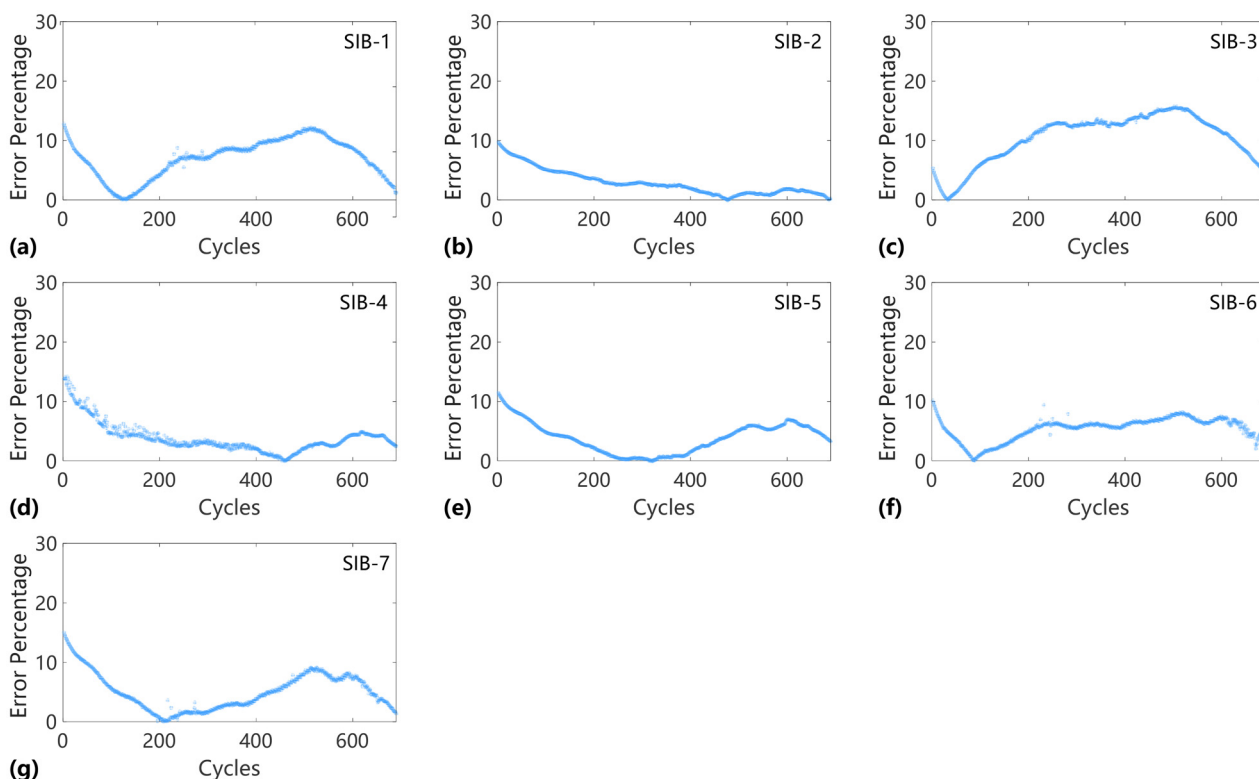 30
20
10
0
Error Percentage
SIB-1
0 200 400 600
(a) Cycles
30
20
10
0
Error Percentage
SIB-2
0 200 400 600
(b) Cycles
30
20
10
0
Error Percentage
SIB-3
0 200 400 600
(c) Cycles
30
20
10
0
Error Percentage
SIB-4
0 200 400 600
(d) Cycles
30
20
10
0
Error Percentage
SIB-5
0 200 400 600
(e) Cycles
30
20
10
0
Error Percentage
SIB-6
0 200 400 600
(f) Cycles
30
20
10
0
Error Percentage
SIB-7
0 200 400 600
(g) Cycles